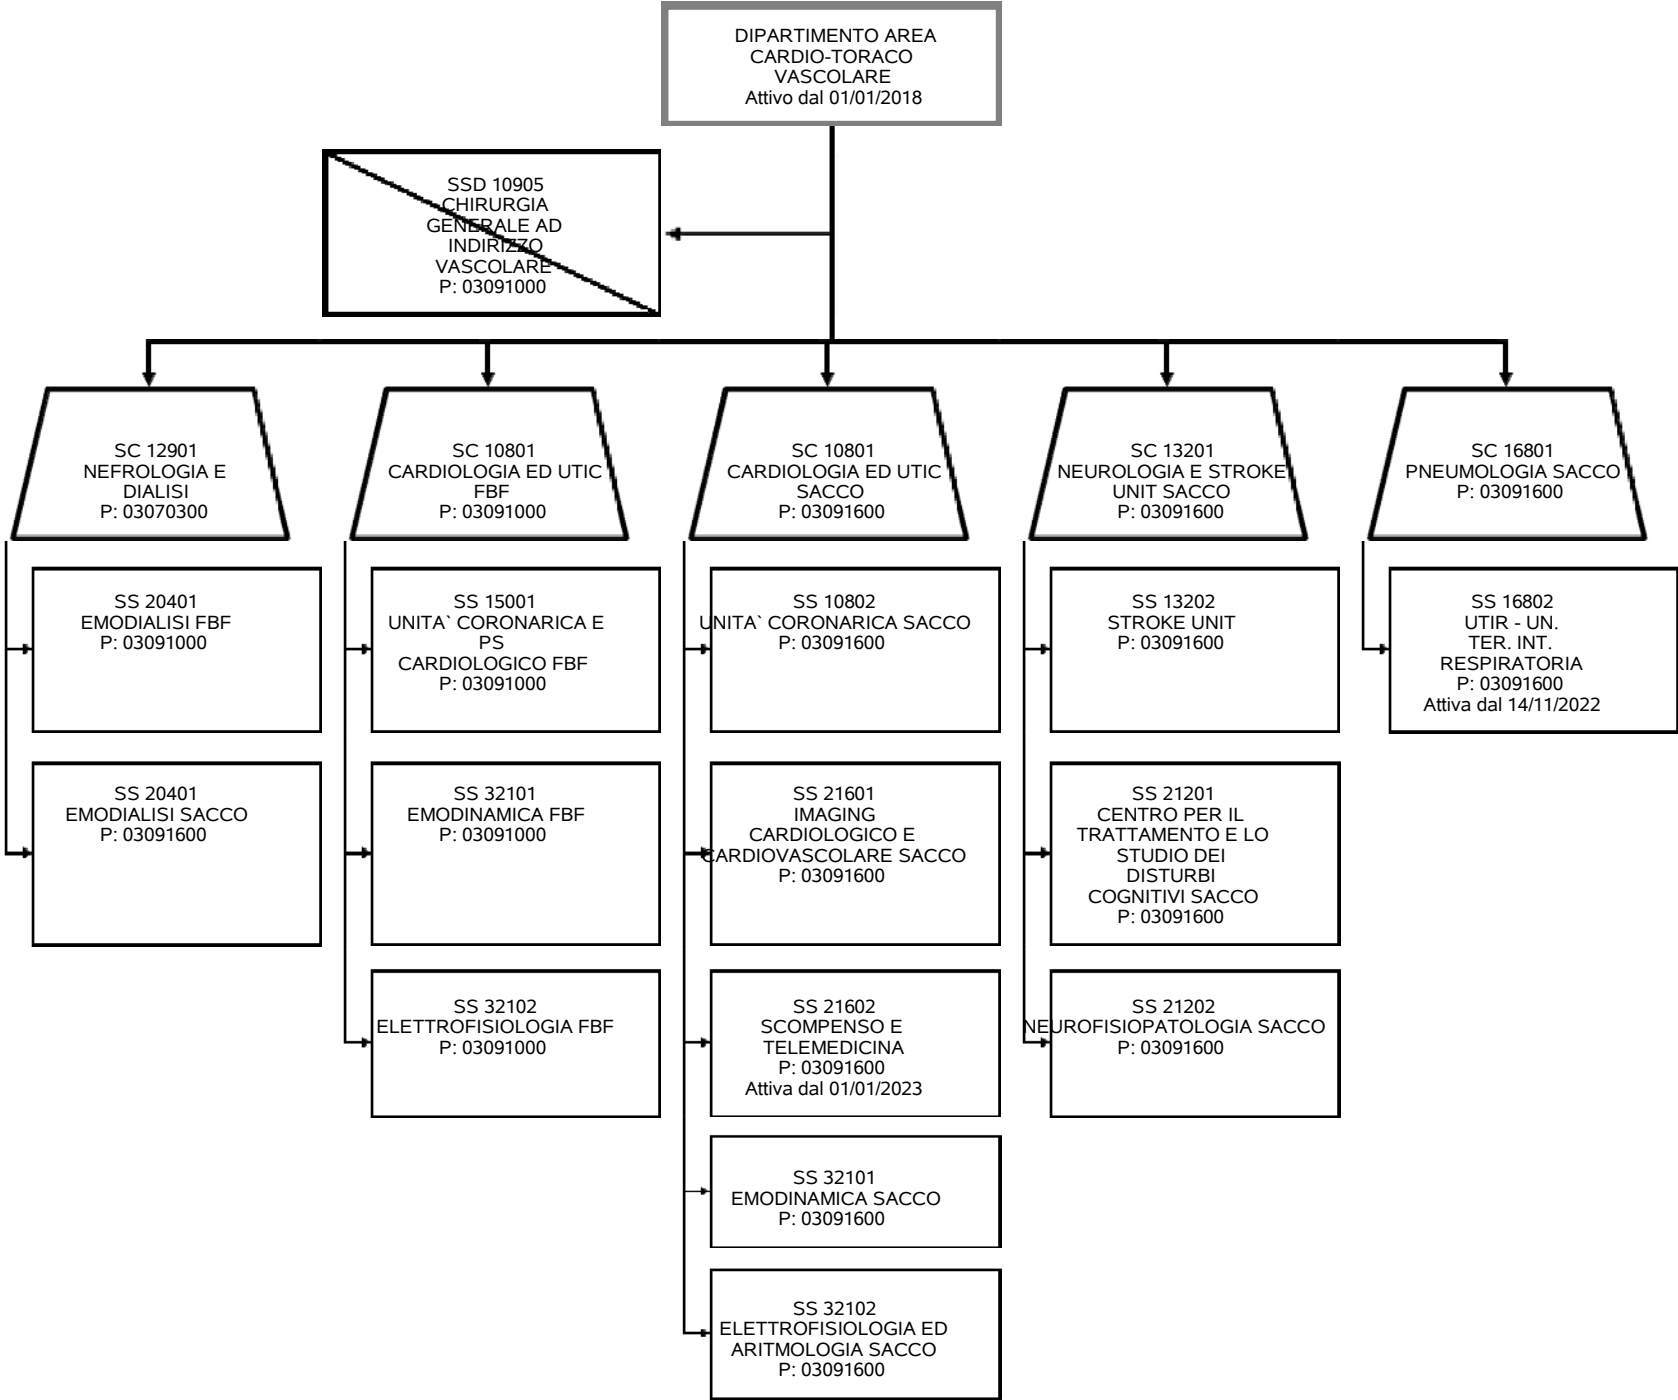 DIPARTIMENTO AREA
CARDIO-TORACO
VASCOLARE
Attivo dal 01/01/2018
SSD 10905
CHIRURGIA
GENERALE AD
INDIRIZZO
VASCOLARE
P: 03091000
SC 12901
NEFROLOGIA E
DIALISI
P: 03070300
SC 10801
CARDIOLOGIA ED UTIC
FBF
P: 03091000
SC 10801
CARDIOLOGIA ED UTIC
SACCO
P: 03091600
SC 13201
NEUROLOGIA E STROKE
UNIT SACCO
P: 03091600
SC 16801
PNEUMOLOGIA SACCO
P: 03091600
SS 20401
EMODIALISI FBF
P: 03091000
SS 15001
UNITA` CORONARICA E
PS
CARDIOLOGICO FBF
P: 03091000
SS 10802
UNITA` CORONARICA SACCO
P: 03091600
SS 13202
STROKE UNIT
P: 03091600
SS 16802
UTIR - UN.
TER. INT.
RESPIRATORIA
P: 03091600
Attiva dal 14/11/2022
SS 20401
EMODIALISI SACCO
P: 03091600
SS 32101
EMODINAMICA FBF
P: 03091000
SS 21601
IMAGING
CARDIOLOGICO E
CARDIOVASCOLARE SACCO
P: 03091600
SS 21201
CENTRO PER IL
TRATTAMENTO E LO
STUDIO DEI
DISTURBI
COGNITIVI SACCO
P: 03091600
SS 32102
ELETTROFISIOLOGIA FBF
P: 03091000
SS 21602
SCOMPENSO E
TELEMEDICINA
P: 03091600
Attiva dal 01/01/2023
SS 21202
NEUROFISIOPATOLOGIA SACCO
P: 03091600
SS 32101
EMODINAMICA SACCO
P: 03091600
SS 32102
ELETTROFISIOLOGIA ED
ARITMOLOGIA SACCO
P: 03091600